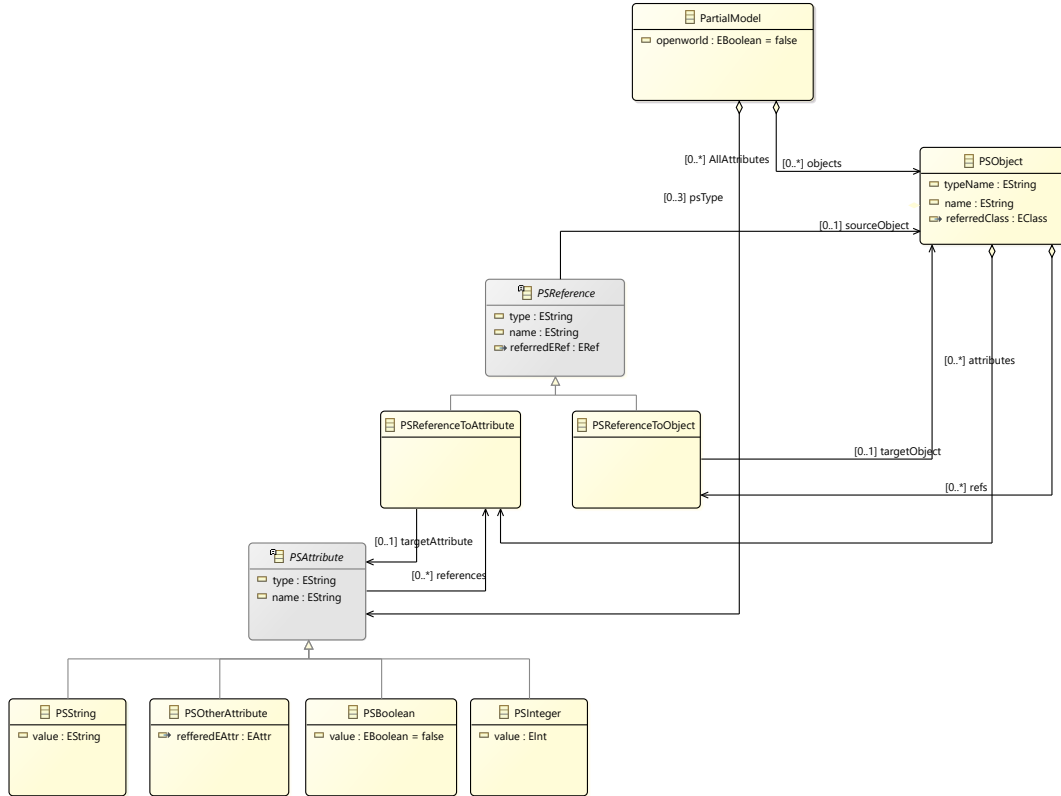 PartialModel
openworld : EBoolean = false
[0..*] AllAttributes
[0..*] objects
PSObject
typeName : EString
name : EString
referredClass : EClass
[0..3] psType
[0..1] sourceObject
PSReference
type : EString
name : EString
referredERef : ERef
[0..*] attributes
PSReferenceToAttribute
PSReferenceToObject
[0..1] targetObject
[0..*] refs
[0..1] targetAttribute
[0..*] references
PSAttribute
type : EString
name : EString
PSString
value : EString
PSOtherAttribute
refferedEAttr : EAttr
PSBoolean
value : EBoolean = false
PSInteger
value : EInt